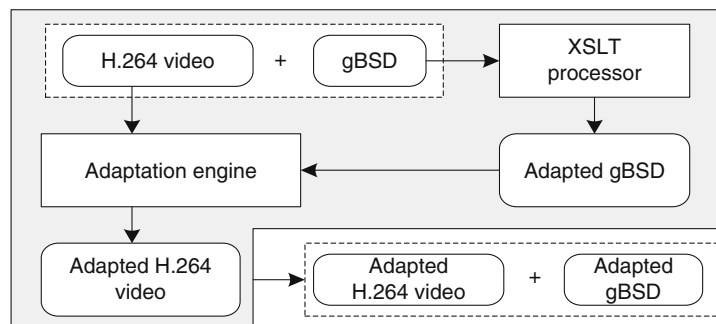 H.264 video + gBSD
XSLT
processor
Adaptation engine
Adapted gBSD
Adapted H.264
video
Adapted
H.264 video
+
Adapted
gBSD